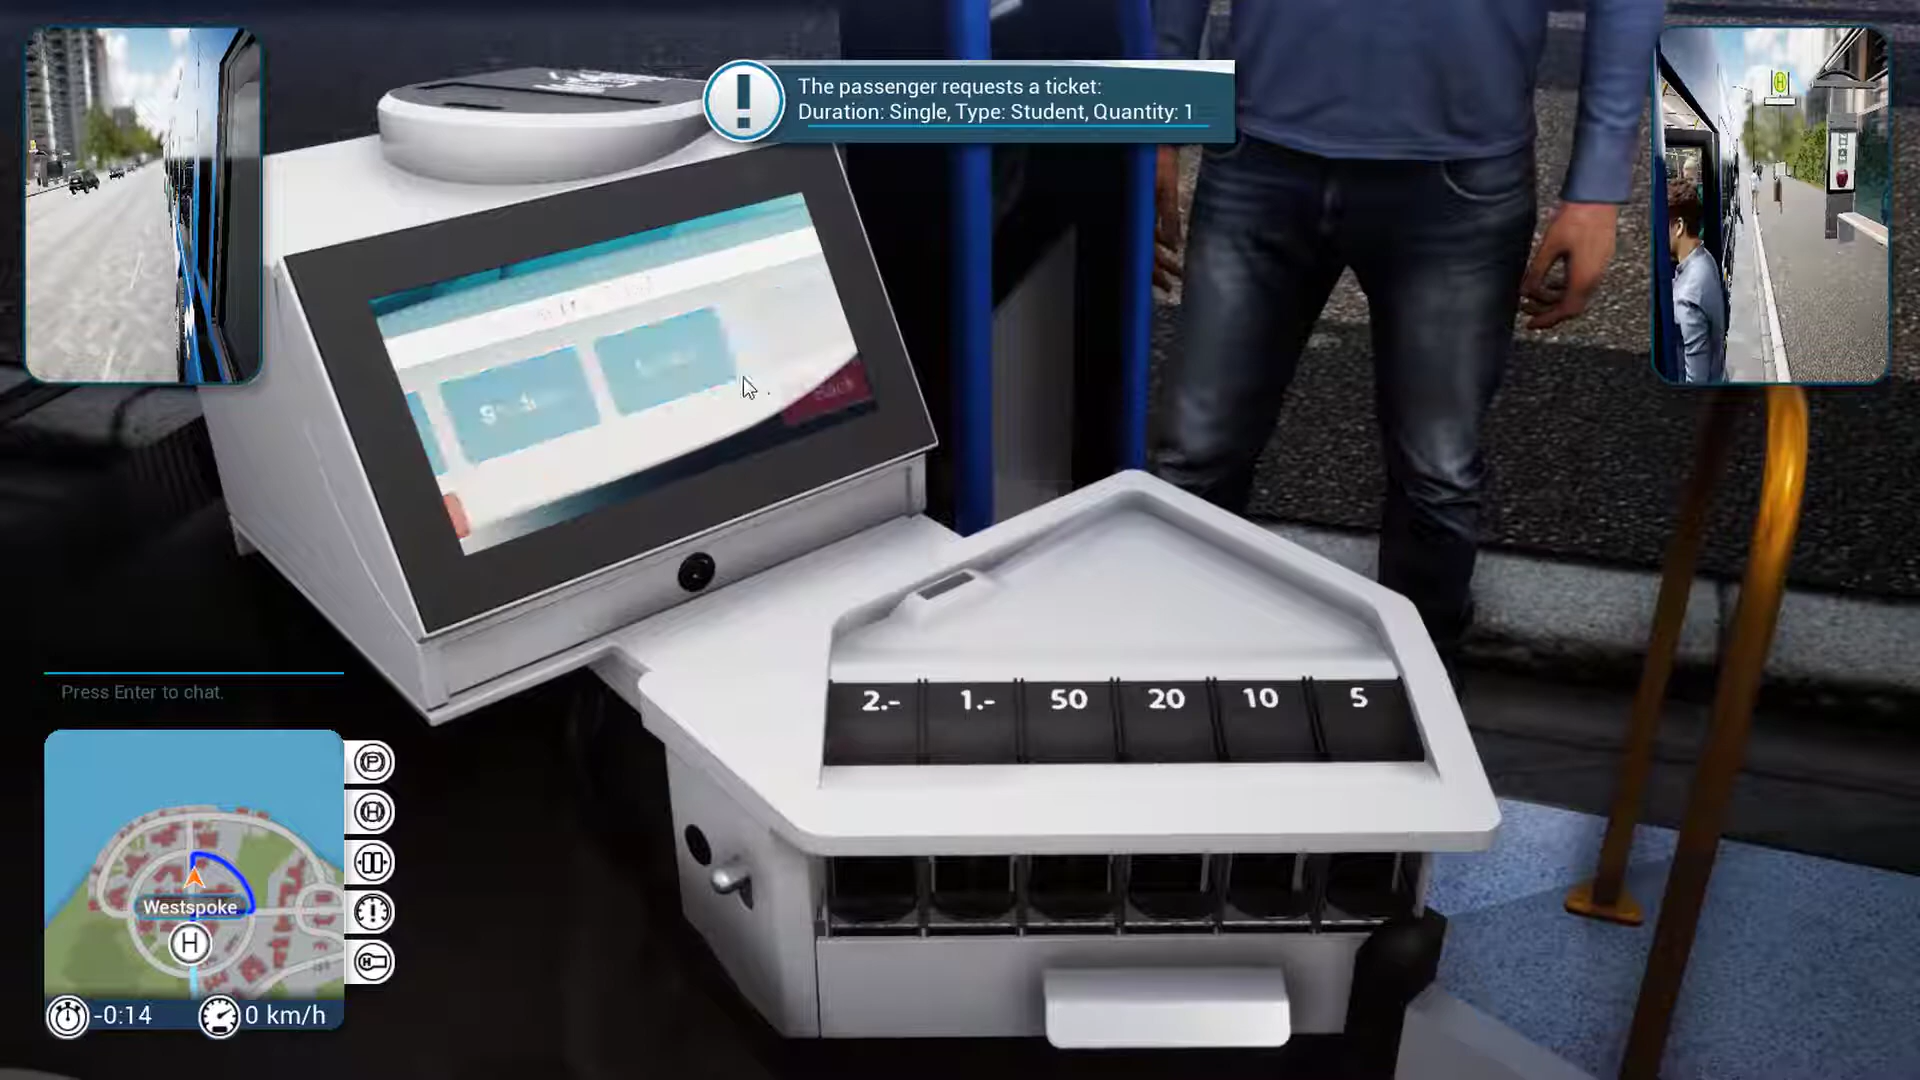 The passenger requests a ticket:
Duration: Single, Type: Student, Quantity: 1
Back
2.- 1.- 50 20 10 5
Press Enter to chat.
Westspoke
H
-0:14
0 km/h